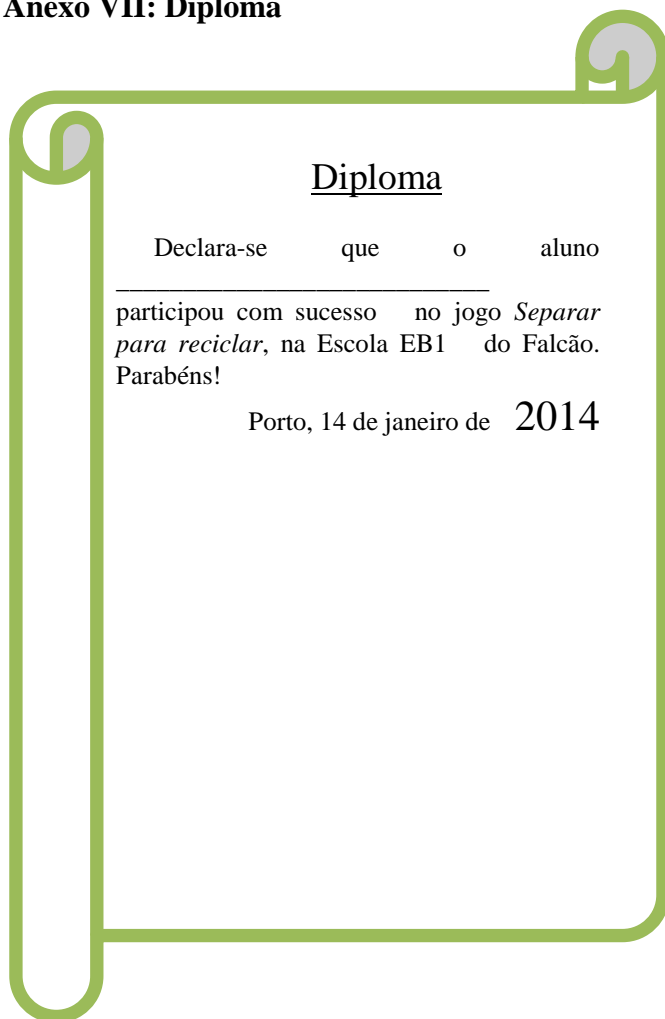 Anexo VII: Diploma
Diploma
Declara-se que o aluno
____________________________
participou com sucesso no jogo Separar
para reciclar, na Escola EB1 do Falcão.
Parabéns!
Porto, 14 de janeiro de 2014